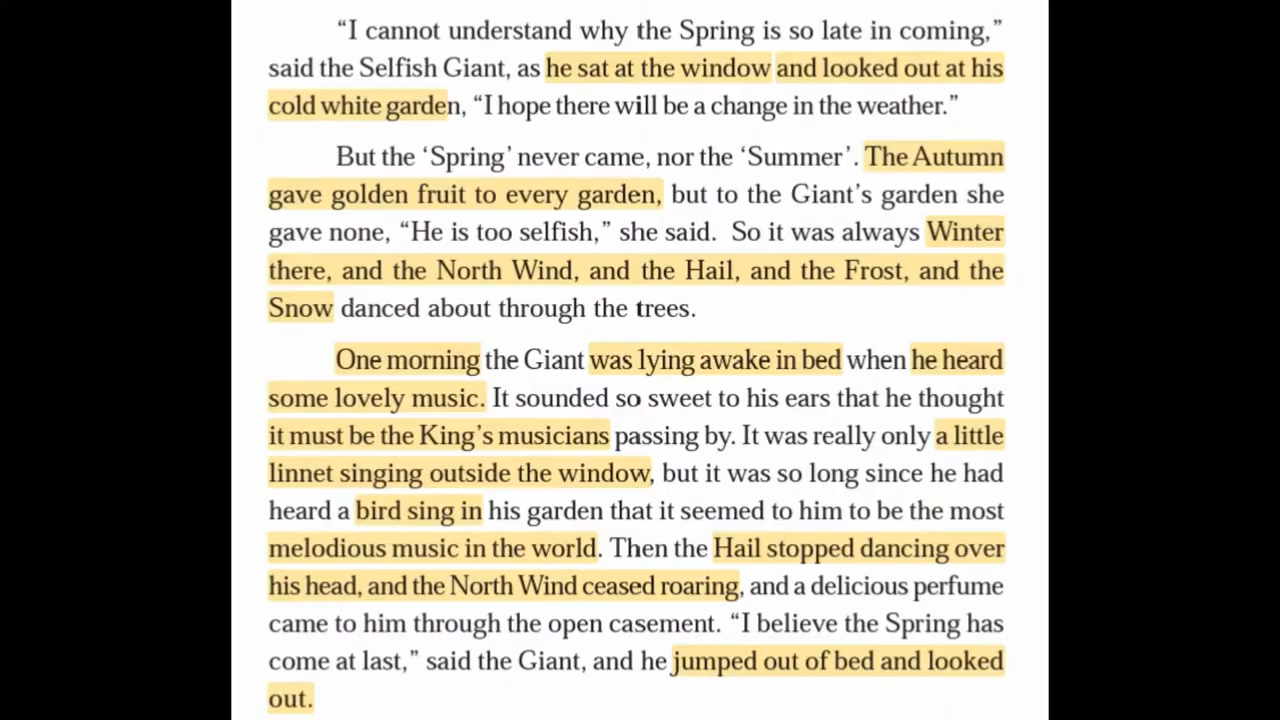 “I cannot understand why the Spring is so late in coming,”
said the Selfish Giant, as he sat at the window and looked out at his
cold white garden, “I hope there will be a change in the weather.”
But the ‘Spring’ never came, nor the ‘Summer’. The Autumn
gave golden fruit to every garden, but to the Giant’s garden she
gave none, “He is too selfish,” she said. So it was always Winter
there, and the North Wind, and the Hail, and the Frost, and the
Snow danced about through the trees.
One morning the Giant was lying awake in bed when he heard
some lovely music. It sounded so sweet to his ears that he thought
it must be the King’s musicians passing by. It was really only a little
linnet singing outside the window, but it was so long since he had
heard a bird sing in his garden that it seemed to him to be the most
melodious music in the world. Then the Hail stopped dancing over
his head, and the North Wind ceased roaring, and a delicious perfume
came to him through the open casement. “I believe the Spring has
come at last,” said the Giant, and he jumped out of bed and looked
out.